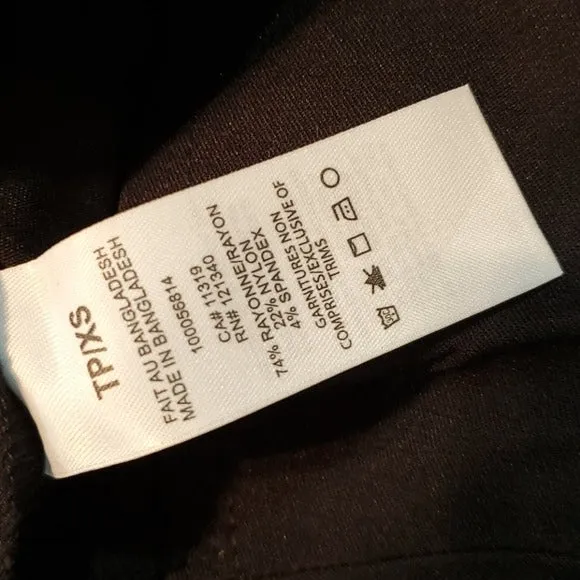 TP/XS
FAIT AU BANGLADESH
MADE IN BANGLADESH
100056814
CA# 11319
RN# 121340
74% RAYONNE/RAYON
22% NYLON
4% SPANDEX
GARNITURES NON
COMPRISES/EXCLUSIVE OF
TRIMS